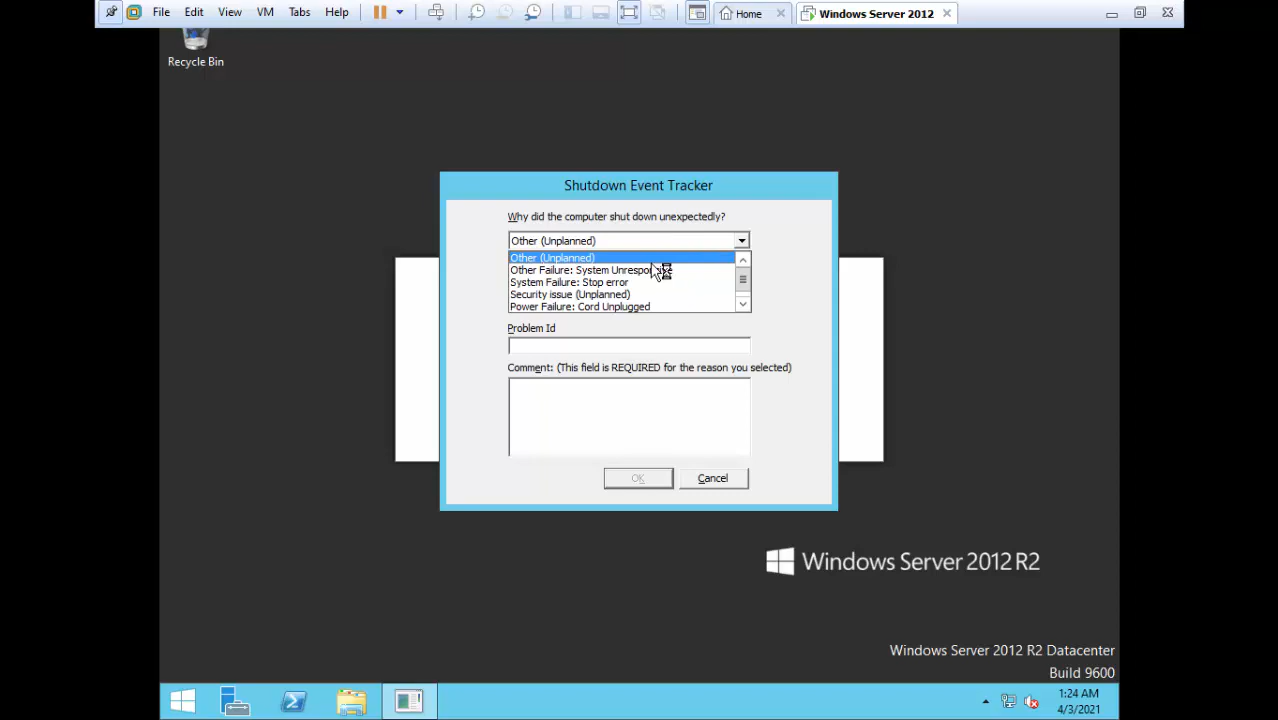 File Edit View VM Tabs Help Home Windows Server 2012
Recycle Bin
Shutdown Event Tracker
Why did the computer shut down unexpectedly?
Other (Unplanned)
Other (Unplanned)
Other Failure: System
System Failure: Stop error
Security issue (Unplanned)
Power Failure: Cord Unplugged
Problem Id
Comment: (This field is REQUIRED for the reason you selected)
OK Cancel
Windows Server 2012 R2
Windows Server 2012 R2 Datacenter
Build 9600
1:24 AM
4/3/2021